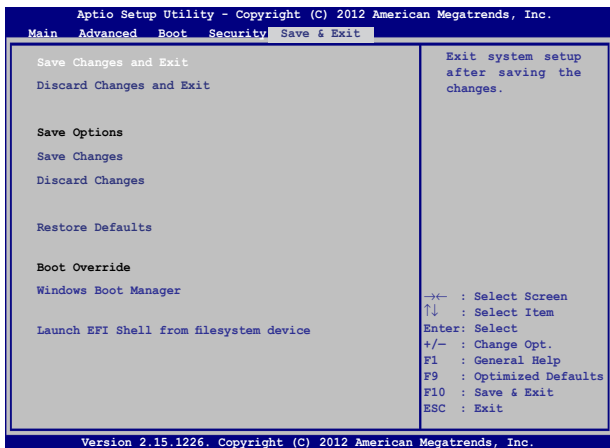 Aptio Setup Utility - Copyright (C) 2012 American Megatrends, Inc.
Main Advanced Boot Security Save & Exit
Save Changes and Exit
Discard Changes and Exit
Save Options
Save Changes
Discard Changes
Restore Defaults
Boot Override
Windows Boot Manager
Launch EFI Shell from filesystem device
Exit system setup
after saving the
changes.
→← : Select Screen
↑↓ : Select Item
Enter: Select
+/− : Change Opt.
F1 : General Help
F9 : Optimized Defaults
F10 : Save & Exit
ESC : Exit
Version 2.15.1226. Copyright (C) 2012 American Megatrends, Inc.